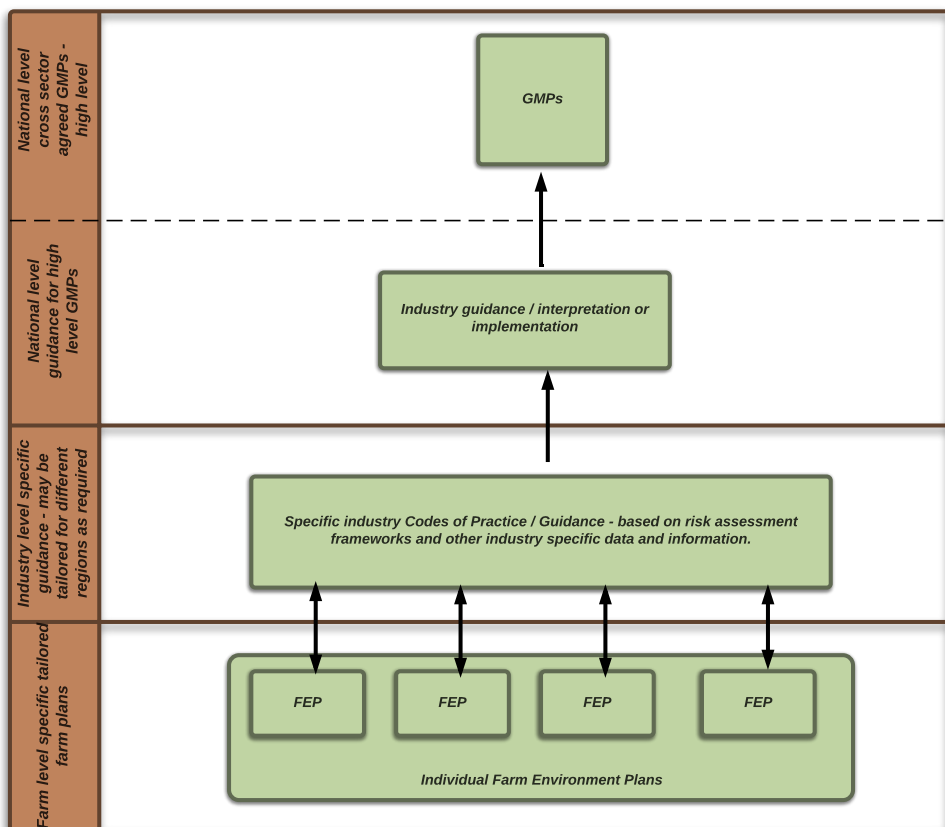 National level
cross sector
agreed GMPs -
high level
GMPs
National level
guidance for high
level GMPs
Industry guidance / interpretation or
implementation
Industry level specific
guidance - may be
tailored for different
regions as required
Specific industry Codes of Practice / Guidance - based on risk assessment
frameworks and other industry specific data and information.
Farm level specific tailored
farm plans
FEP
FEP
FEP
FEP
Individual Farm Environment Plans